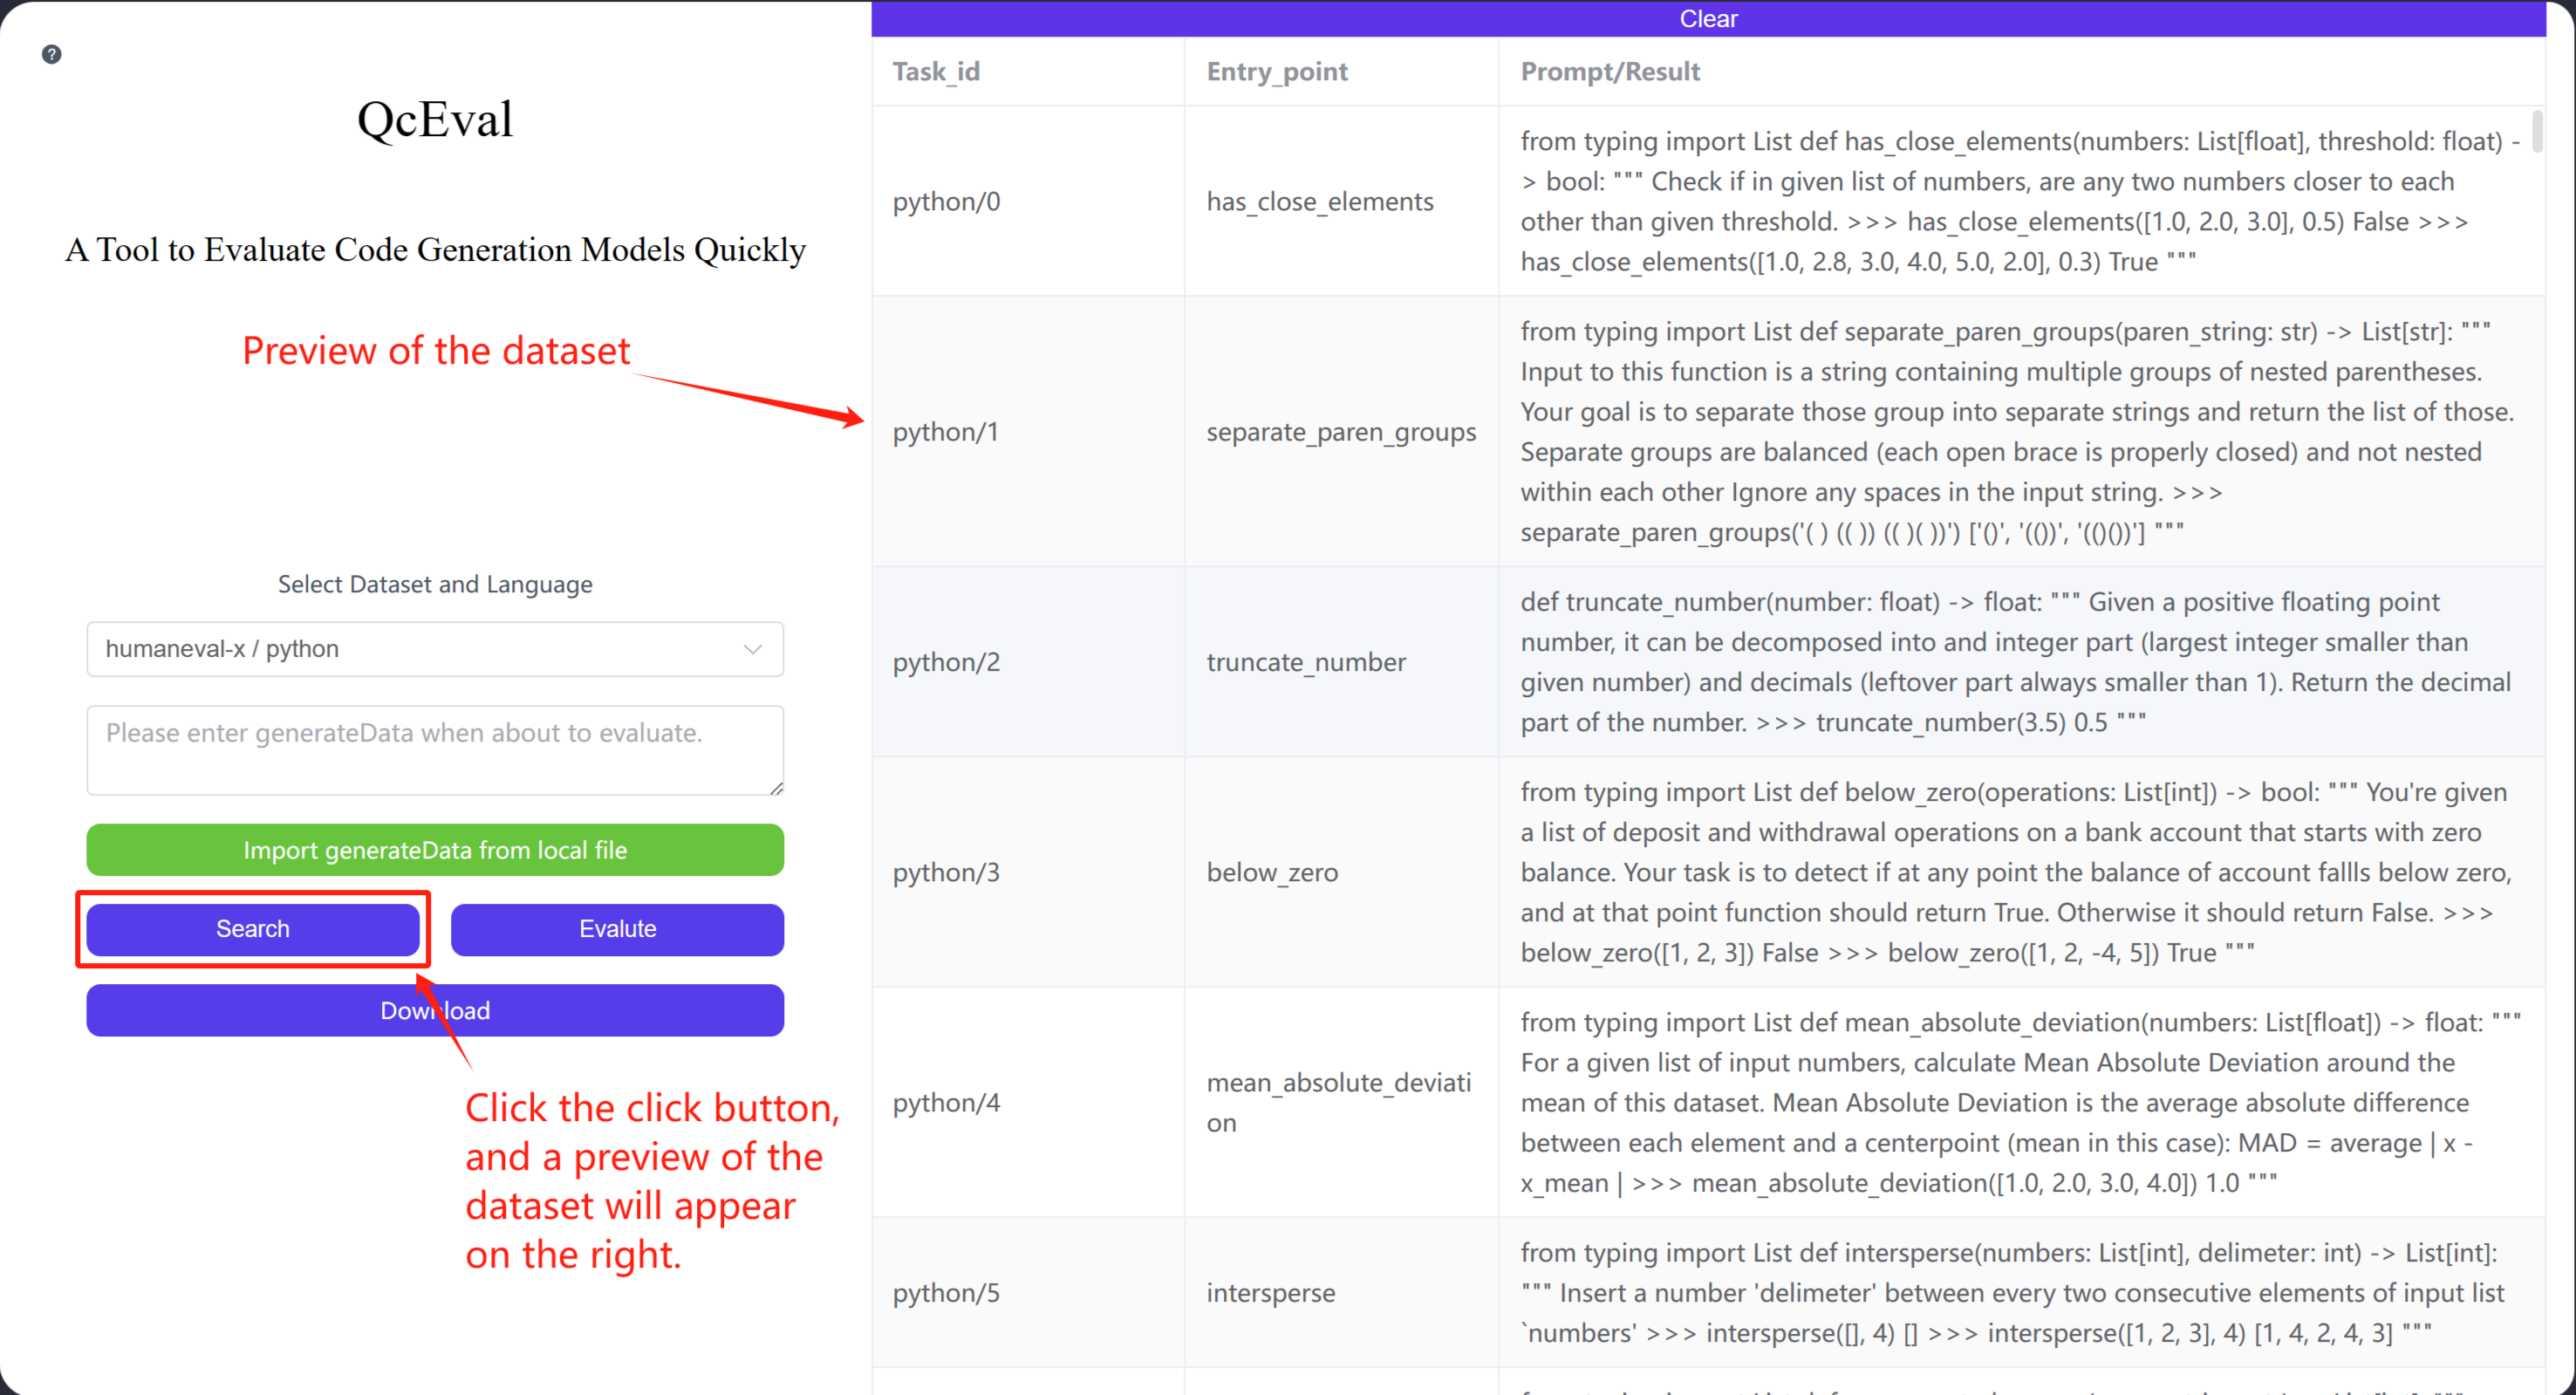 ?
QcEval
A Tool to Evaluate Code Generation Models Quickly
Preview of the dataset
Select Dataset and Language
humaneval-x / python
Please enter generateData when about to evaluate.
Import generateData from local file
Search
Evalute
Download
Click the click button,
and a preview of the
dataset will appear
on the right.
Clear
Task_id
Entry_point
Prompt/Result
python/0
has_close_elements
from typing import List def has_close_elements(numbers: List[float], threshold: float) -
> bool: """ Check if in given list of numbers, are any two numbers closer to each
other than given threshold. >>> has_close_elements([1.0, 2.0, 3.0], 0.5) False >>>
has_close_elements([1.0, 2.8, 3.0, 4.0, 5.0, 2.0], 0.3) True """
python/1
separate_paren_groups
from typing import List def separate_paren_groups(paren_string: str) -> List[str]: """
Input to this function is a string containing multiple groups of nested parentheses.
Your goal is to separate those group into separate strings and return the list of those.
Separate groups are balanced (each open brace is properly closed) and not nested
within each other Ignore any spaces in the input string. >>>
separate_paren_groups('( ) (( )) (( )( ))') ['()', '(())', '(()())'] """
python/2
truncate_number
def truncate_number(number: float) -> float: """ Given a positive floating point
number, it can be decomposed into and integer part (largest integer smaller than
given number) and decimals (leftover part always smaller than 1). Return the decimal
part of the number. >>> truncate_number(3.5) 0.5 """
python/3
below_zero
from typing import List def below_zero(operations: List[int]) -> bool: """ You're given
a list of deposit and withdrawal operations on a bank account that starts with zero
balance. Your task is to detect if at any point the balance of account fallls below zero,
and at that point function should return True. Otherwise it should return False. >>>
below_zero([1, 2, 3]) False >>> below_zero([1, 2, -4, 5]) True """
python/4
mean_absolute_deviati
on
from typing import List def mean_absolute_deviation(numbers: List[float]) -> float: """
For a given list of input numbers, calculate Mean Absolute Deviation around the
mean of this dataset. Mean Absolute Deviation is the average absolute difference
between each element and a centerpoint (mean in this case): MAD = average | x -
x_mean | >>> mean_absolute_deviation([1.0, 2.0, 3.0, 4.0]) 1.0 """
python/5
intersperse
from typing import List def intersperse(numbers: List[int], delimeter: int) -> List[int]:
""" Insert a number 'delimeter' between every two consecutive elements of input list
`numbers' >>> intersperse([], 4) [] >>> intersperse([1, 2, 3], 4) [1, 4, 2, 4, 3] """